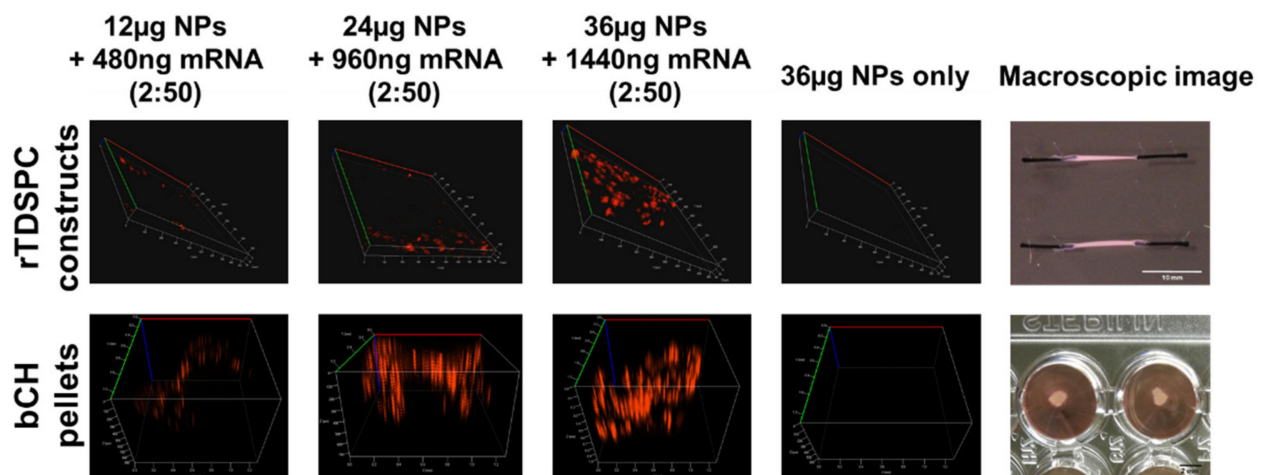 12µg NPs
+ 480ng mRNA
(2:50)
24µg NPs
+ 960ng mRNA
(2:50)
36µg NPs
+ 1440ng mRNA
(2:50)
36µg NPs only
Macroscopic image
rTDSPC
constructs
10 mm
bCH
pellets